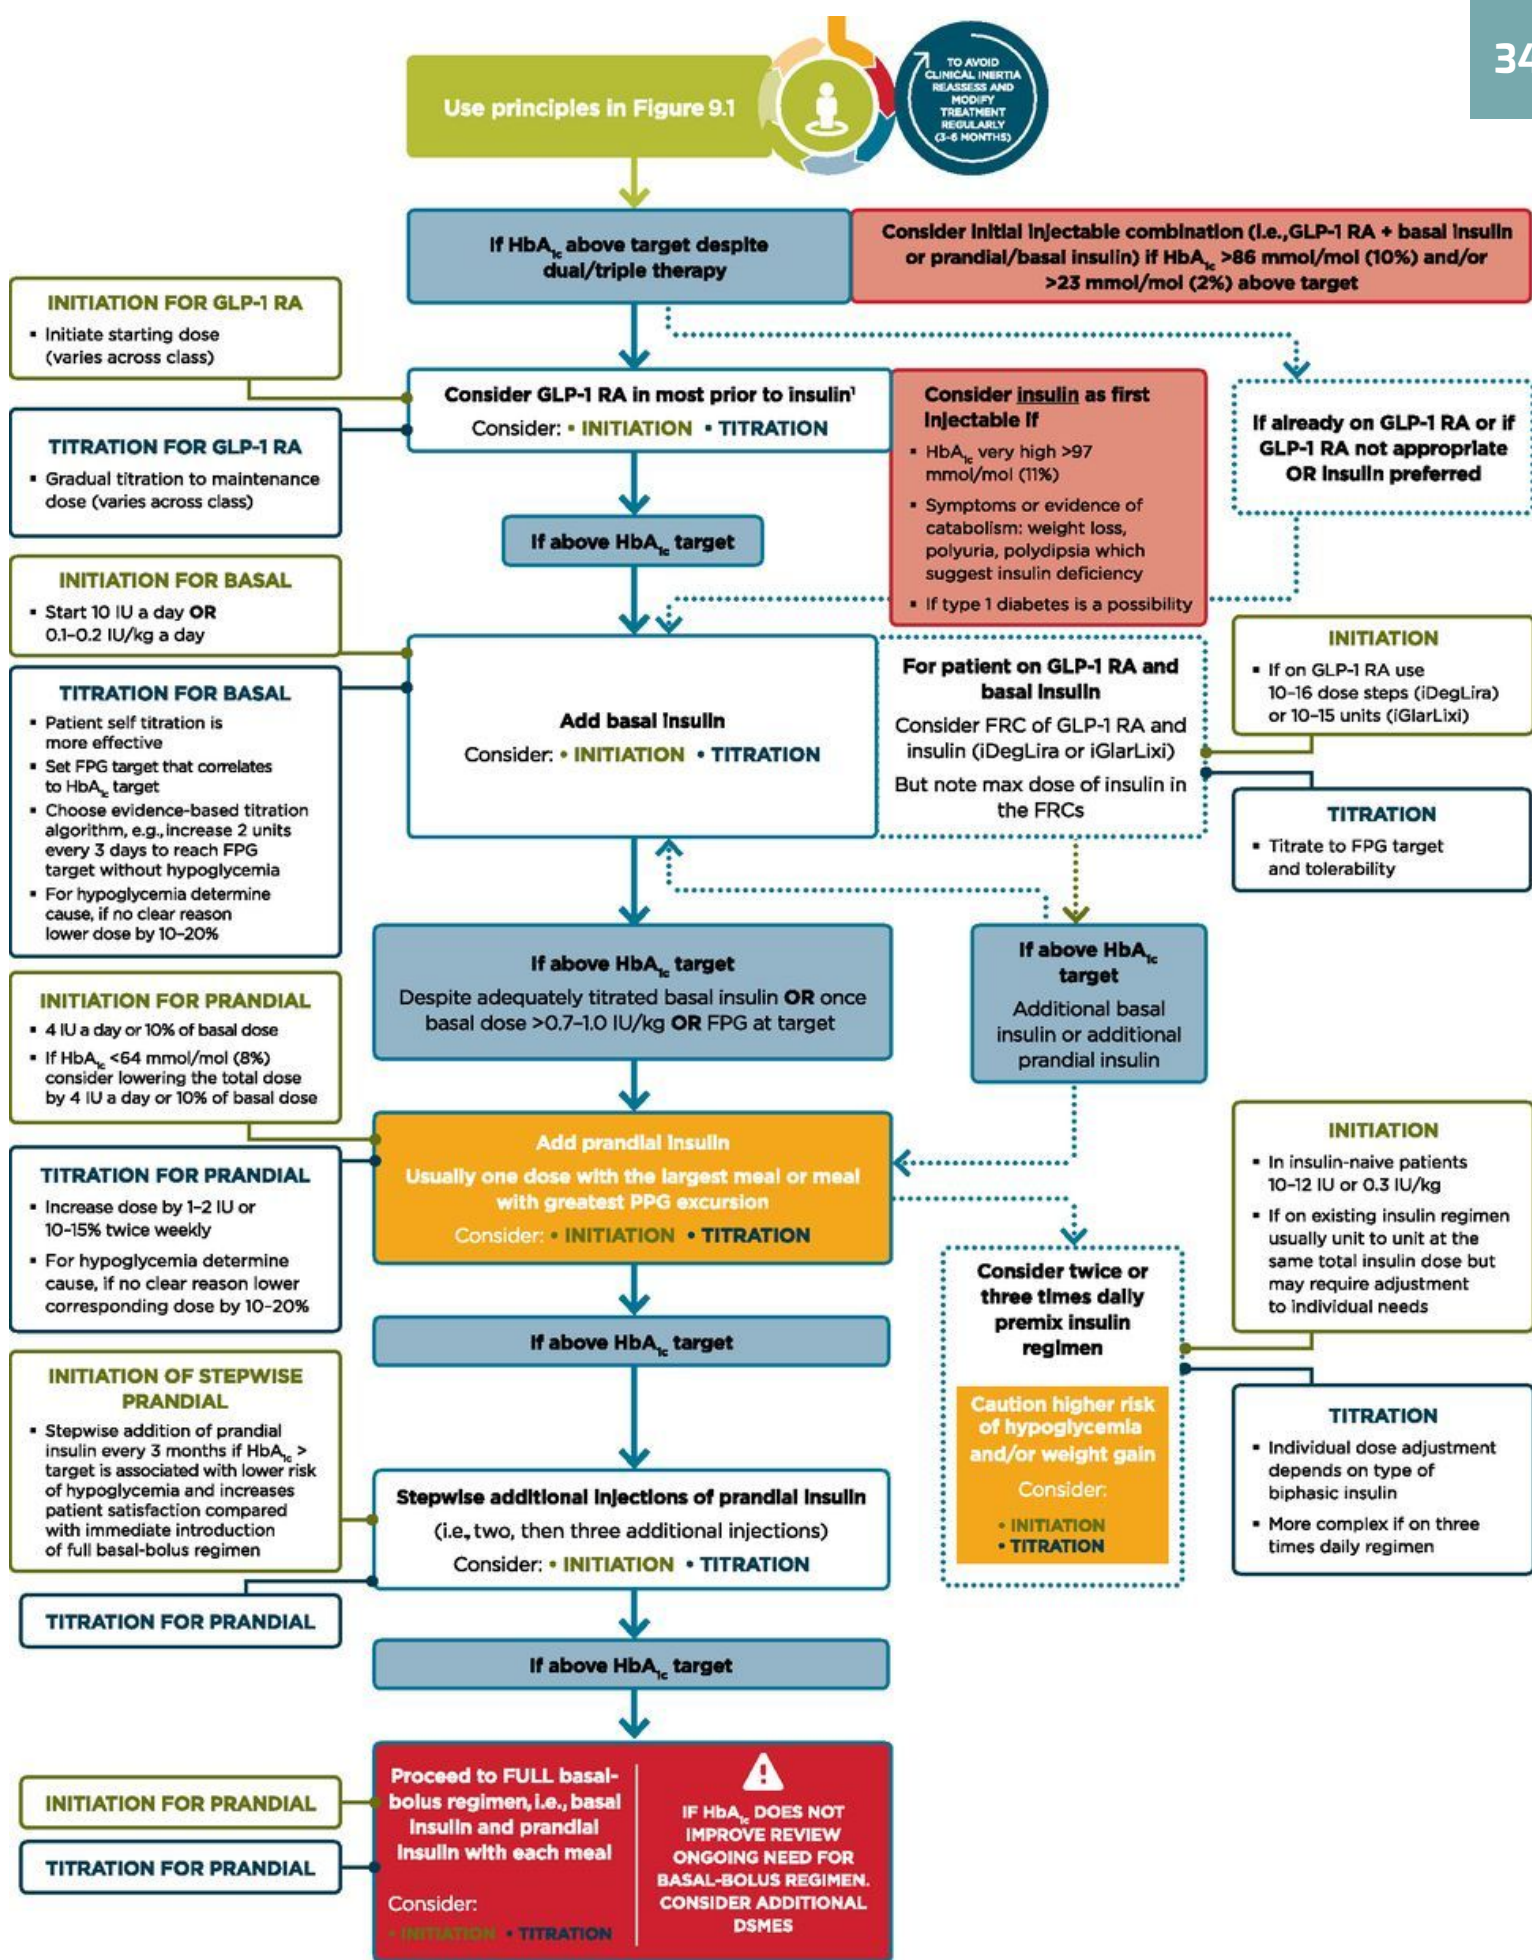 34
Use principles in Figure 9.1
TO AVOID
CLINICAL INERTIA
REASSESS AND
MODIFY
TREATMENT
REGULARLY
(3-6 MONTHS)
If HbA1c above target despite
dual/triple therapy
Consider initial injectable combination (i.e., GLP-1 RA + basal insulin
or prandial/basal insulin) if HbA1c >86 mmol/mol (10%) and/or
>23 mmol/mol (2%) above target
INITIATION FOR GLP-1 RA
▪ Initiate starting dose
(varies across class)
TITRATION FOR GLP-1 RA
▪ Gradual titration to maintenance
dose (varies across class)
Consider GLP-1 RA in most prior to insulin¹
Consider: • INITIATION • TITRATION
Consider insulin as first
injectable if
▪ HbA1c very high >97
mmol/mol (11%)
▪ Symptoms or evidence of
catabolism: weight loss,
polyuria, polydipsia which
suggest insulin deficiency
▪ If type 1 diabetes is a possibility
If already on GLP-1 RA or if
GLP-1 RA not appropriate
OR insulin preferred
If above HbA1c target
INITIATION FOR BASAL
▪ Start 10 IU a day OR
0.1–0.2 IU/kg a day
TITRATION FOR BASAL
▪ Patient self titration is
more effective
▪ Set FPG target that correlates
to HbA1c target
▪ Choose evidence-based titration
algorithm, e.g., increase 2 units
every 3 days to reach FPG
target without hypoglycemia
▪ For hypoglycemia determine
cause, if no clear reason
lower dose by 10–20%
Add basal insulin
Consider: • INITIATION • TITRATION
For patient on GLP-1 RA and
basal insulin
Consider FRC of GLP-1 RA and
insulin (iDegLira or iGlarLixi)
But note max dose of insulin in
the FRCs
INITIATION
▪ If on GLP-1 RA use
10–16 dose steps (iDegLira)
or 10–15 units (iGlarLixi)
TITRATION
▪ Titrate to FPG target
and tolerability
If above HbA1c target
Despite adequately titrated basal insulin OR once
basal dose >0.7–1.0 IU/kg OR FPG at target
If above HbA1c
target
Additional basal
insulin or additional
prandial insulin
INITIATION FOR PRANDIAL
▪ 4 IU a day or 10% of basal dose
▪ If HbA1c <64 mmol/mol (8%)
consider lowering the total dose
by 4 IU a day or 10% of basal dose
TITRATION FOR PRANDIAL
▪ Increase dose by 1–2 IU or
10–15% twice weekly
▪ For hypoglycemia determine
cause, if no clear reason lower
corresponding dose by 10–20%
Add prandial insulin
Usually one dose with the largest meal or meal
with greatest PPG excursion
Consider: • INITIATION • TITRATION
If above HbA1c target
Consider twice or
three times daily
premix insulin
regimen
Caution higher risk
of hypoglycemia
and/or weight gain
Consider:
• INITIATION
• TITRATION
INITIATION
▪ In insulin-naive patients
10–12 IU or 0.3 IU/kg
▪ If on existing insulin regimen
usually unit to unit at the
same total insulin dose but
may require adjustment
to individual needs
TITRATION
▪ Individual dose adjustment
depends on type of
biphasic insulin
▪ More complex if on three
times daily regimen
INITIATION OF STEPWISE
PRANDIAL
▪ Stepwise addition of prandial
insulin every 3 months if HbA1c >
target is associated with lower risk
of hypoglycemia and increases
patient satisfaction compared
with immediate introduction
of full basal-bolus regimen
TITRATION FOR PRANDIAL
Stepwise additional injections of prandial insulin
(i.e., two, then three additional injections)
Consider: • INITIATION • TITRATION
If above HbA1c target
INITIATION FOR PRANDIAL
TITRATION FOR PRANDIAL
Proceed to FULL basal-
bolus regimen, i.e., basal
insulin and prandial
insulin with each meal
Consider:
• INITIATION • TITRATION
IF HbA1c DOES NOT
IMPROVE REVIEW
ONGOING NEED FOR
BASAL-BOLUS REGIMEN.
CONSIDER ADDITIONAL
DSMES